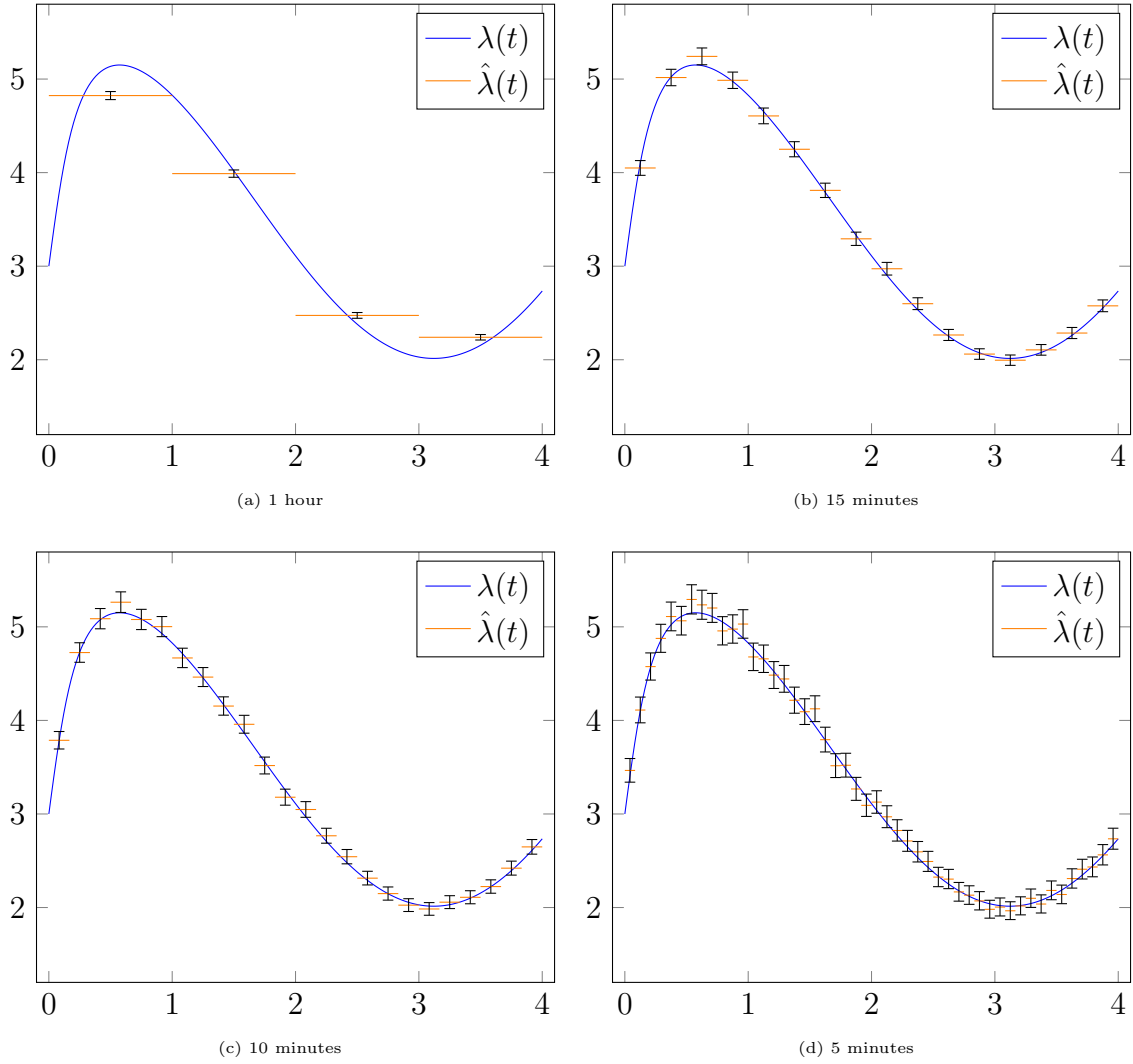 λ(t)
λ̂(t)
5
4
3
2
0 1 2 3 4
(a) 1 hour
λ(t)
λ̂(t)
5
4
3
2
0 1 2 3 4
(b) 15 minutes
λ(t)
λ̂(t)
5
4
3
2
0 1 2 3 4
(c) 10 minutes
λ(t)
λ̂(t)
5
4
3
2
0 1 2 3 4
(d) 5 minutes